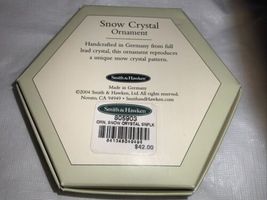 Snow Crystal
Ornament
Handcrafted in Germany from full
lead crystal, this ornament reproduces
a unique snow crystal pattern.
Smith & Hawken
Made in Germany
©2004 Smith & Hawken, Ltd. All rights reserved.
Novato, CA 94949 • SmithandHawken.com
Smith & Hawken
808903
ORN, SNOW CRYSTAL SNFLK
$42.00